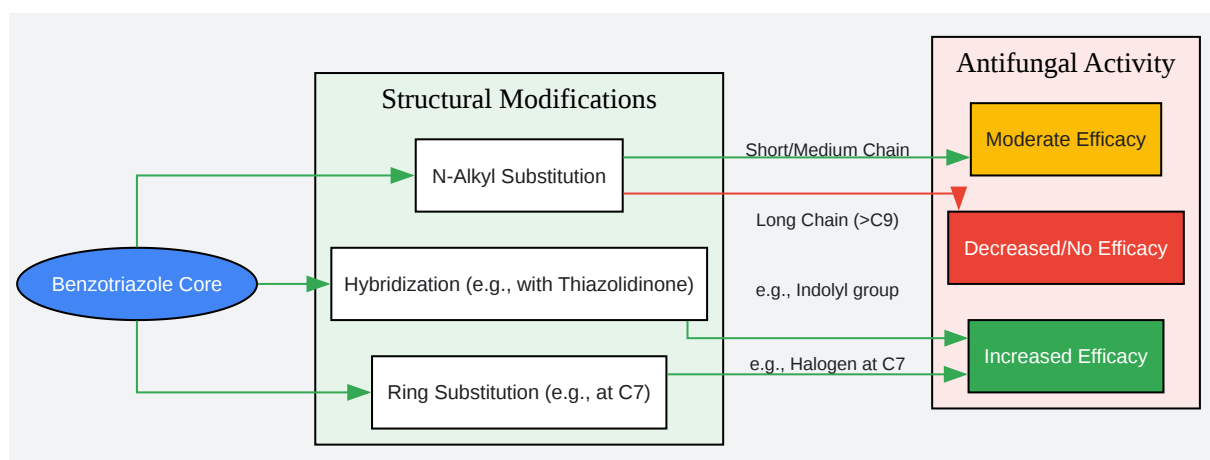 Structural Modifications
Antifungal Activity
N-Alkyl Substitution
Short/Medium Chain
Moderate Efficacy
Long Chain (>C9)
Decreased/No Efficacy
Benzotriazole Core
Hybridization (e.g., with Thiazolidinone)
e.g., Indolyl group
Increased Efficacy
Ring Substitution (e.g., at C7)
e.g., Halogen at C7